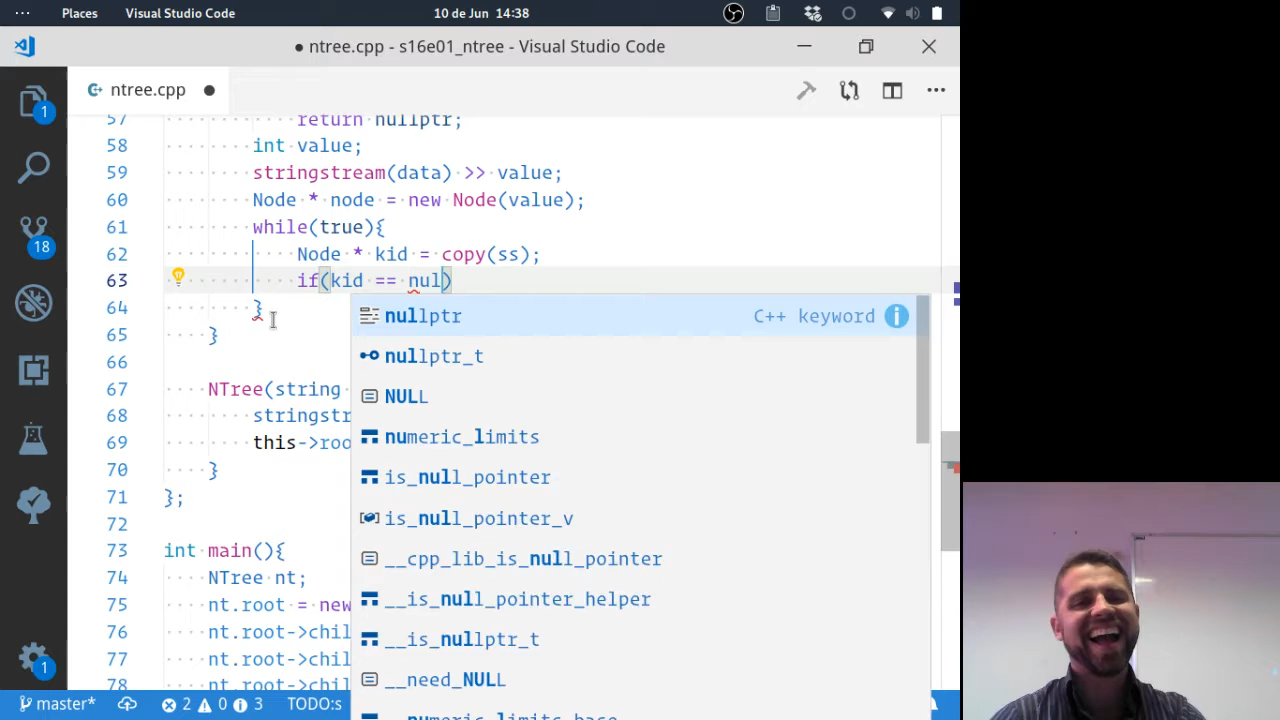 Places
Visual Studio Code
10 de Jun 14:38
● ntree.cpp - s16e01_ntree - Visual Studio Code
ntree.cpp ●
57 return nullptr;
58 int value;
59 stringstream(data) >> value;
60 Node * node = new Node(value);
61 while(true){
62 Node * kid = copy(ss);
63 if(kid == nul)
64 }
65 }
66
67 NTree(string
68 stringstr
69 this->roo
70 }
71 };
72
73 int main(){
74 NTree nt;
75 nt.root = new
76 nt.root->chil
77 nt.root->chil
78 nt.root->chil
nullptr C++ keyword
nullptr_t
NULL
numeric_limits
is_null_pointer
is_null_pointer_v
__cpp_lib_is_null_pointer
__is_null_pointer_helper
__is_nullptr_t
__need_NULL
__numeric_limits_base
1
18
1
master* 2 0 3 TODO:s